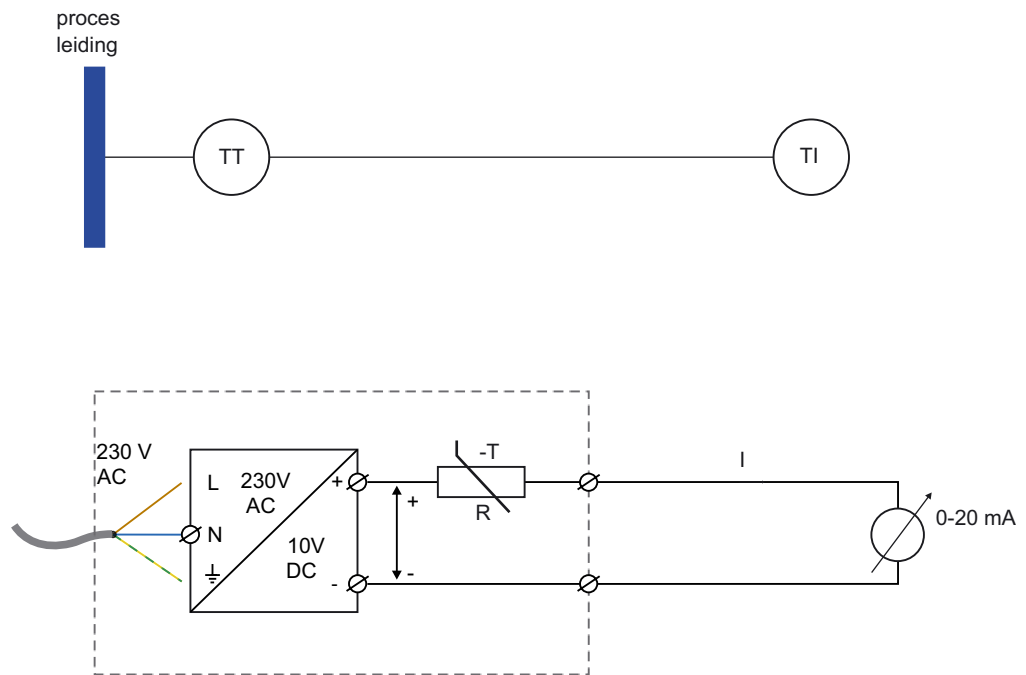 proces
leiding
TT
TI
230 V
AC
L
230V
AC
N
10V
DC
+
-
+
-
-T
R
I
0-20 mA